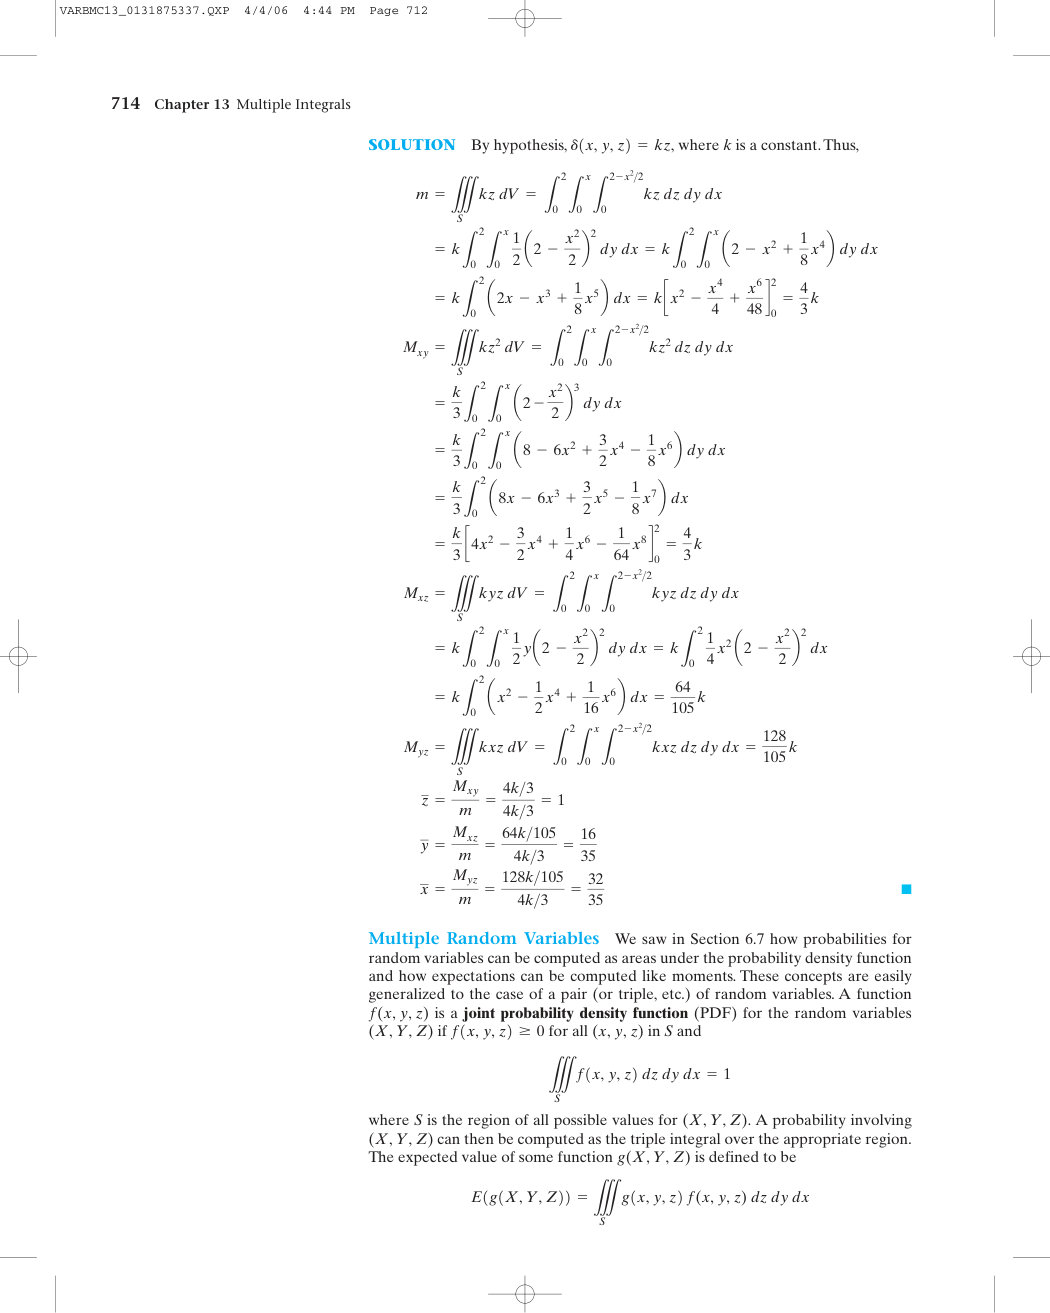 VARBMC13_0131875337.QXP 4/4/06 4:44 PM Page 712
714 Chapter 13 Multiple Integrals
SOLUTION By hypothesis, δ(x, y, z) = kz, where k is a constant. Thus,
m = ∭_S kz dV = ∫_0^2 ∫_0^x ∫_0^{2−x²/2} kz dz dy dx
= k ∫_0^2 ∫_0^x 1/2 (2 − x²/2)² dy dx = k ∫_0^2 ∫_0^x (2 − x² + 1/8 x⁴) dy dx
= k ∫_0^2 (2x − x³ + 1/8 x⁵) dx = k[x² − x⁴/4 + x⁶/48]_0^2 = 4/3 k
M_xy = ∭_S kz² dV = ∫_0^2 ∫_0^x ∫_0^{2−x²/2} kz² dz dy dx
= k/3 ∫_0^2 ∫_0^x (2 − x²/2)³ dy dx
= k/3 ∫_0^2 ∫_0^x (8 − 6x² + 3/2 x⁴ − 1/8 x⁶) dy dx
= k/3 ∫_0^2 (8x − 6x³ + 3/2 x⁵ − 1/8 x⁷) dx
= k/3 [4x² − 3/2 x⁴ + 1/4 x⁶ − 1/64 x⁸]_0^2 = 4/3 k
M_xz = ∭_S kyz dV = ∫_0^2 ∫_0^x ∫_0^{2−x²/2} kyz dz dy dx
= k ∫_0^2 ∫_0^x 1/2 y(2 − x²/2)² dy dx = k ∫_0^2 1/4 x²(2 − x²/2)² dx
= k ∫_0^2 (x² − 1/2 x⁴ + 1/16 x⁶) dx = 64/105 k
M_yz = ∭_S kxz dV = ∫_0^2 ∫_0^x ∫_0^{2−x²/2} kxz dz dy dx = 128/105 k
z̅ = M_xy/m = (4k/3)/(4k/3) = 1
y̅ = M_xz/m = (64k/105)/(4k/3) = 16/35
x̅ = M_yz/m = (128k/105)/(4k/3) = 32/35 ■
Multiple Random Variables We saw in Section 6.7 how probabilities for
random variables can be computed as areas under the probability density function
and how expectations can be computed like moments. These concepts are easily
generalized to the case of a pair (or triple, etc.) of random variables. A function
f(x, y, z) is a joint probability density function (PDF) for the random variables
(X, Y, Z) if f(x, y, z) ≥ 0 for all (x, y, z) in S and
∭_S f(x, y, z) dz dy dx = 1
where S is the region of all possible values for (X, Y, Z). A probability involving
(X, Y, Z) can then be computed as the triple integral over the appropriate region.
The expected value of some function g(X, Y, Z) is defined to be
E(g(X, Y, Z)) = ∭_S g(x, y, z) f(x, y, z) dz dy dx